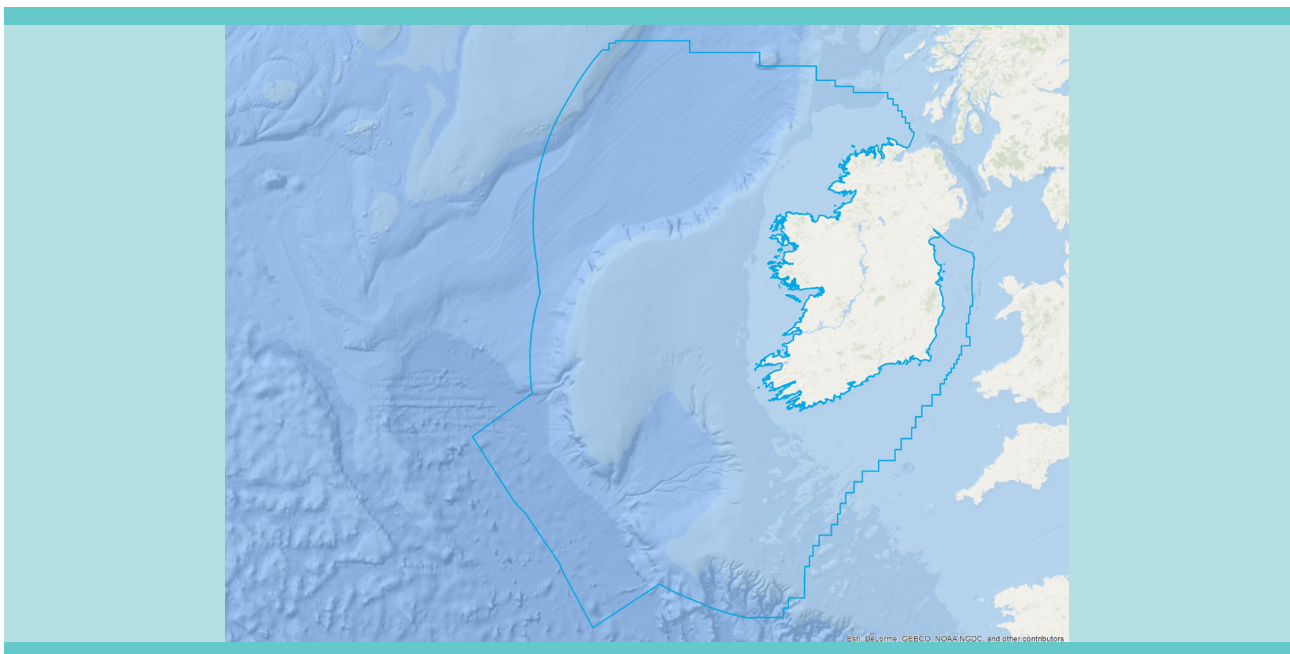 Esri, DeLorme, GEBCO, NOAA NGDC, and other contributors